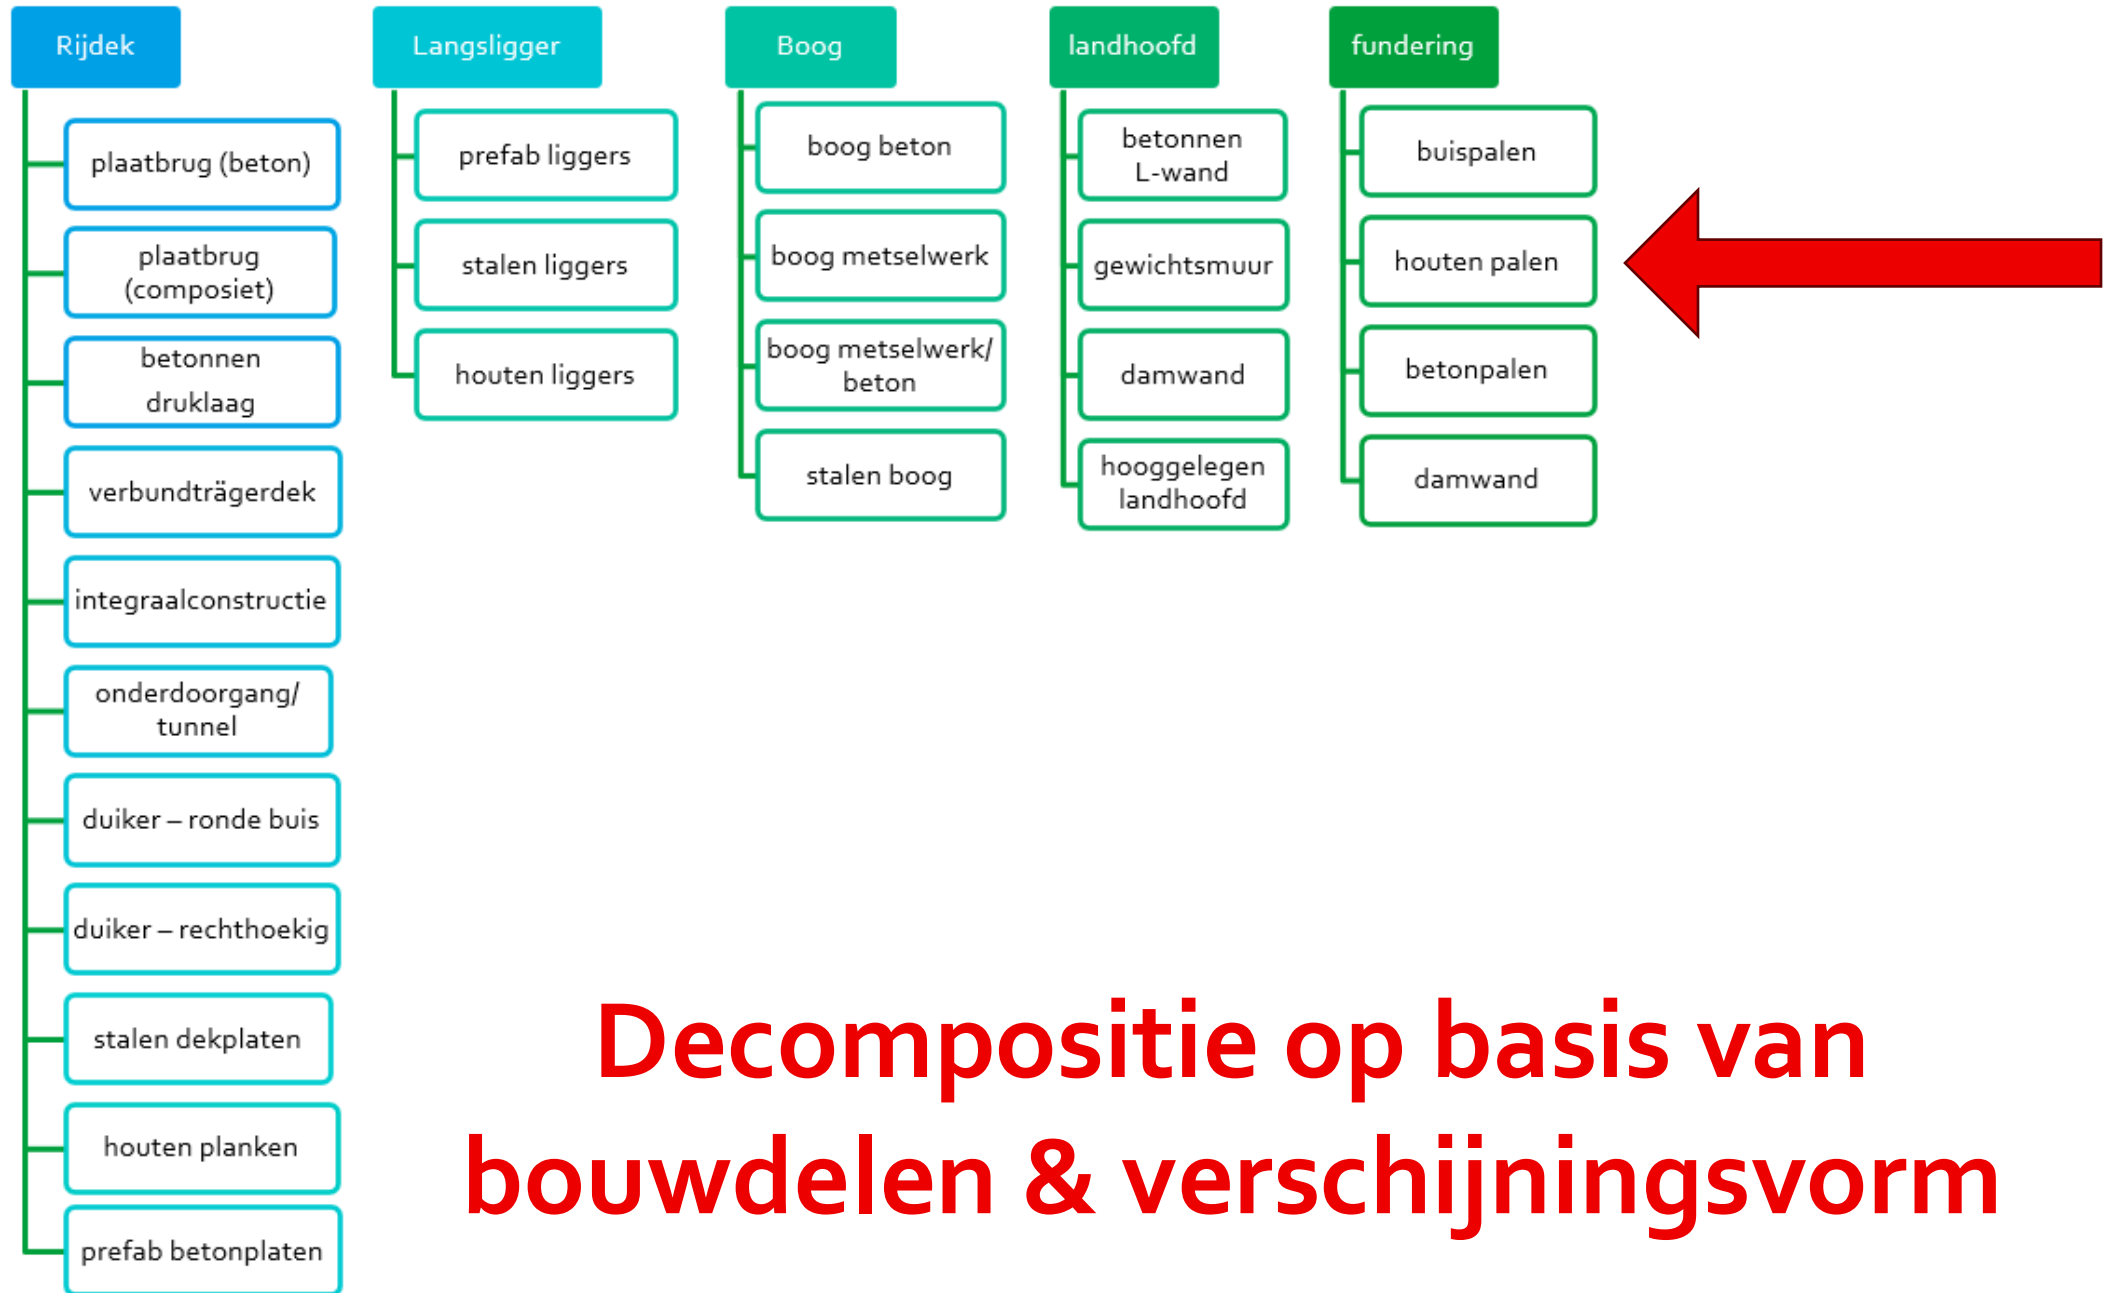 Rijdek
plaatbrug (beton)
plaatbrug
(composiet)
betonnen
druklaag
verbundträgerdek
integraalconstructie
onderdoorgang/
tunnel
duiker – ronde buis
duiker – rechthoekig
stalen dekplaten
houten planken
prefab betonplaten
Langsligger
prefab liggers
stalen liggers
houten liggers
Boog
boog beton
boog metselwerk
boog metselwerk/
beton
stalen boog
landhoofd
betonnen
L-wand
gewichtsmuur
damwand
hooggelegen
landhoofd
fundering
buispalen
houten palen
betonpalen
damwand
Decompositie op basis van
bouwdelen & verschijningsvorm